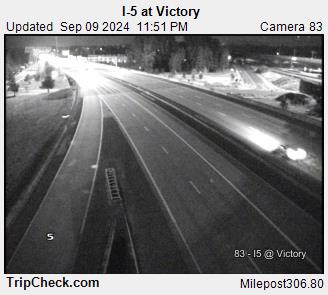 I-5 at Victory
Updated Sep 09 2024 11:51 PM Camera 83
S
83 - I5 @ Victory
TripCheck.com Milepost306.80